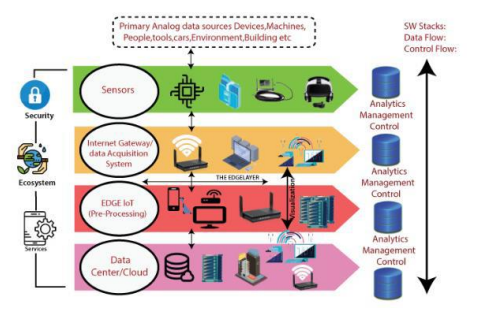 Primary Analog data sources Devices,Machines,
People,tools,cars,Environment,Building etc
SW Stacks:
Data Flow:
Control Flow:
Sensors
Analytics
Management
Control
Security
Internet Gateway/
data Acquisition
System
THE EDGELAYER
Visualization
Analytics
Management
Control
Ecosystem
EDGE IoT
(Pre-Processing)
Services
Analytics
Management
Control
Data
Center/Cloud